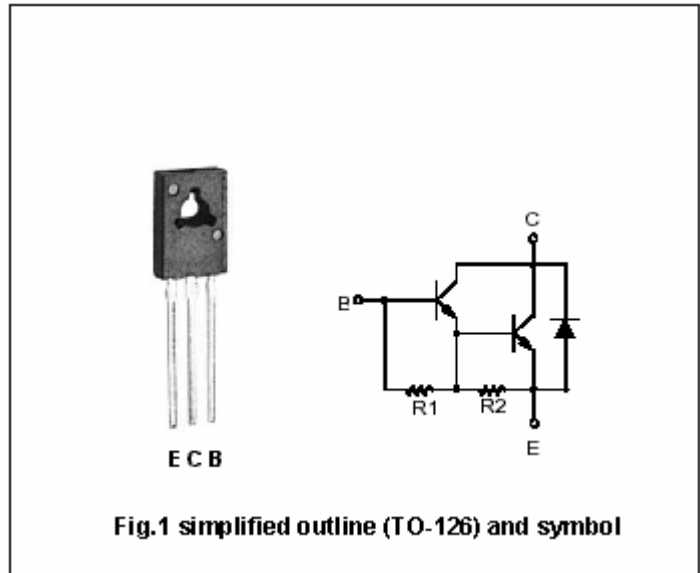 C
B
R1 R2
E
E C B
Fig.1 simplified outline (TO-126) and symbol